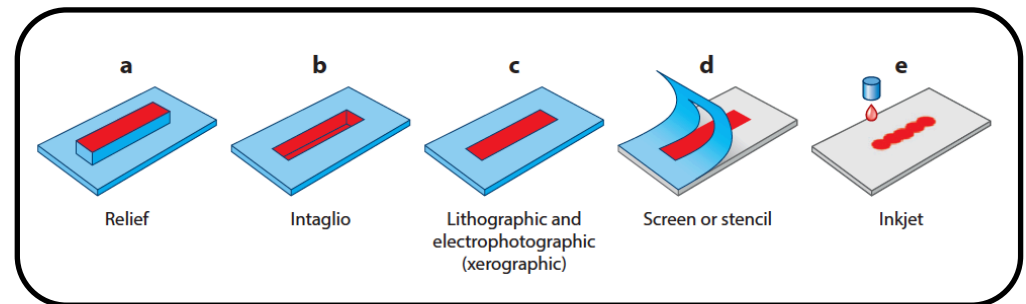 a
b
c
d
e
Relief
Intaglio
Lithographic and
electrophotographic
(xerographic)
Screen or stencil
Inkjet